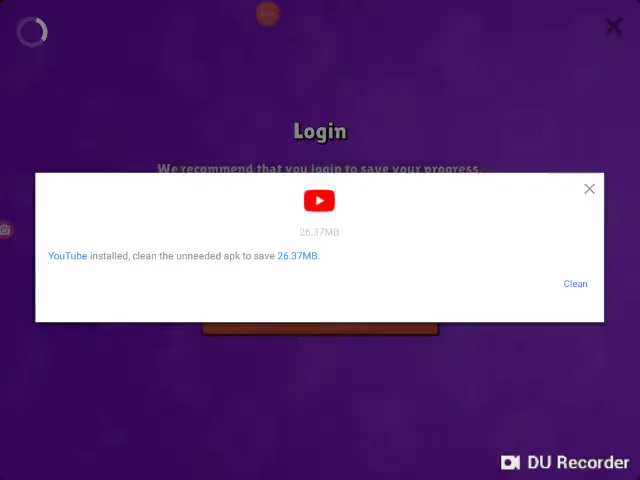 Login
We recommend that you login to save your progress.
26.37MB
YouTube installed, clean the unneeded apk to save 26.37MB.
Clean
DU Recorder